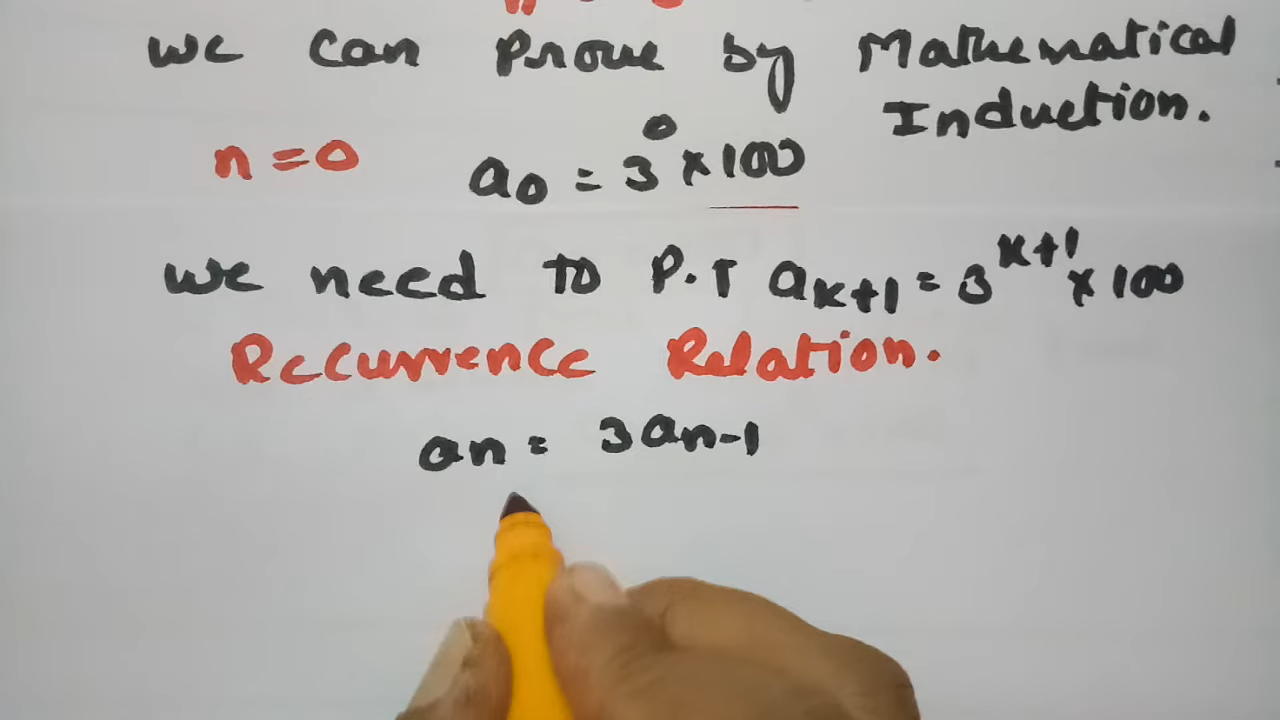 we can Prove by Mathematical
Induction.
n=0 a0 = 3^0 × 100
we need to P.T ak+1 = 3^k+1 × 100
Reccurrence Relation.
an = 3an-1